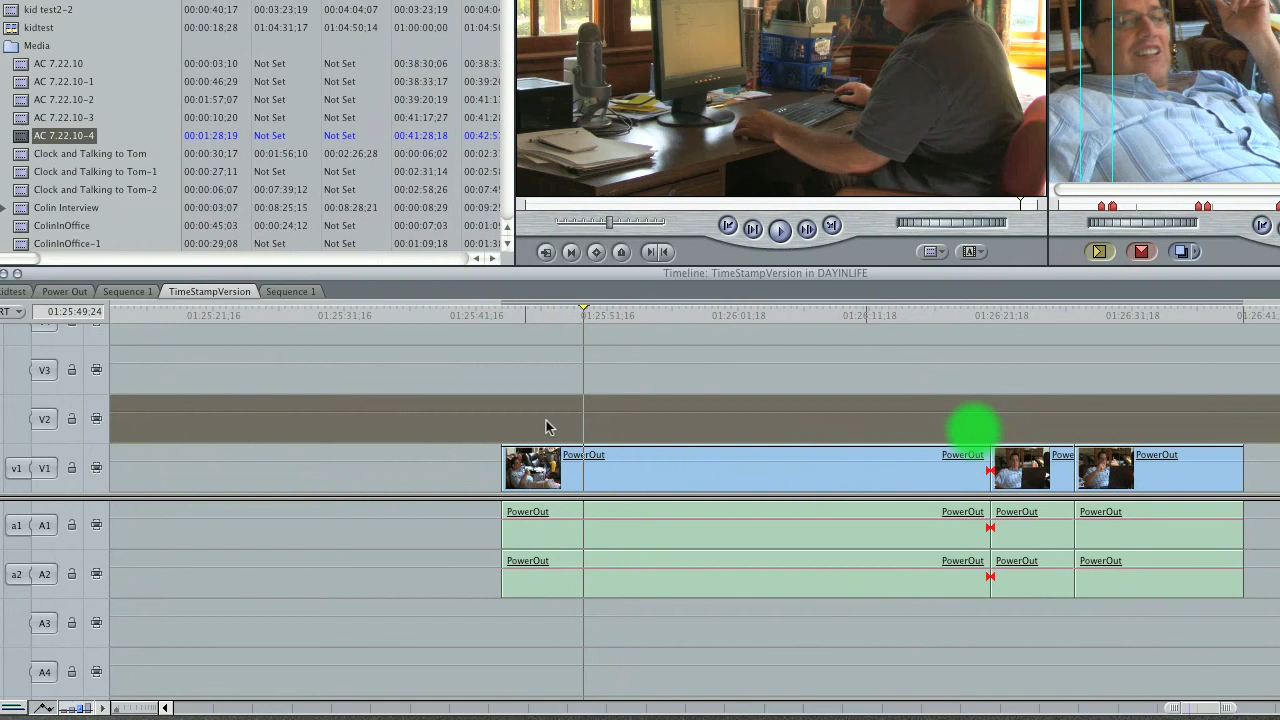 kid test2-2 00:00:40;17 00:03:23;19 00:04:04;07 00:03:23;19 00:04:0
kidtest 00:00:18;28 01:04:31;17 01:04:50;14 01:00:00;00 01:00:1
Media
AC 7.22.10 00:00:03;10 Not Set Not Set 00:38:30;06 00:38:3
AC 7.22.10-1 00:00:46;29 Not Set Not Set 00:38:33;17 00:39:2
AC 7.22.10-2 00:01:57;07 Not Set Not Set 00:39:20;19 00:41:1
AC 7.22.10-3 00:00:10;20 Not Set Not Set 00:41:17;27 00:41:2
AC 7.22.10-4 00:01:28;19 Not Set Not Set 00:41:28;18 00:42:5
Clock and Talking to Tom 00:00:30;17 00:01:56;10 00:02:26;28 00:00:06;02 00:02:3
Clock and Talking to Tom-1 00:00:27;11 Not Set Not Set 00:02:31;14 00:02:5
Clock and Talking to Tom-2 00:00:06;07 00:07:39;12 Not Set 00:02:58;26 00:07:4
Colin Interview 00:00:03;07 00:08:25;15 00:08:29;26 00:09:2
ColinInOffice 00:00:45;13 00:00:00;00 00:01:0
ColinInOffice-1 00:00:29;08 Not Set Not Set 00:01:09;18 00:01:3
Timeline: TimeStampVersion in DAYINLIFE
kidtest Power Out Sequence 1 TimeStampVersion Sequence 1
RT 01:25:49;24 01:25:21;16 01:25:31;16 01:25:41;16 01:25:51;16 01:26:01;18 01:26:11;18 01:26:21;18 01:26:31;18 01:26:41;
V3
V2
v1 V1 PowerOut PowerOut Powe PowerOut
a1 A1 PowerOut PowerOut PowerOut PowerOut
a2 A2 PowerOut PowerOut PowerOut PowerOut
A3
A4